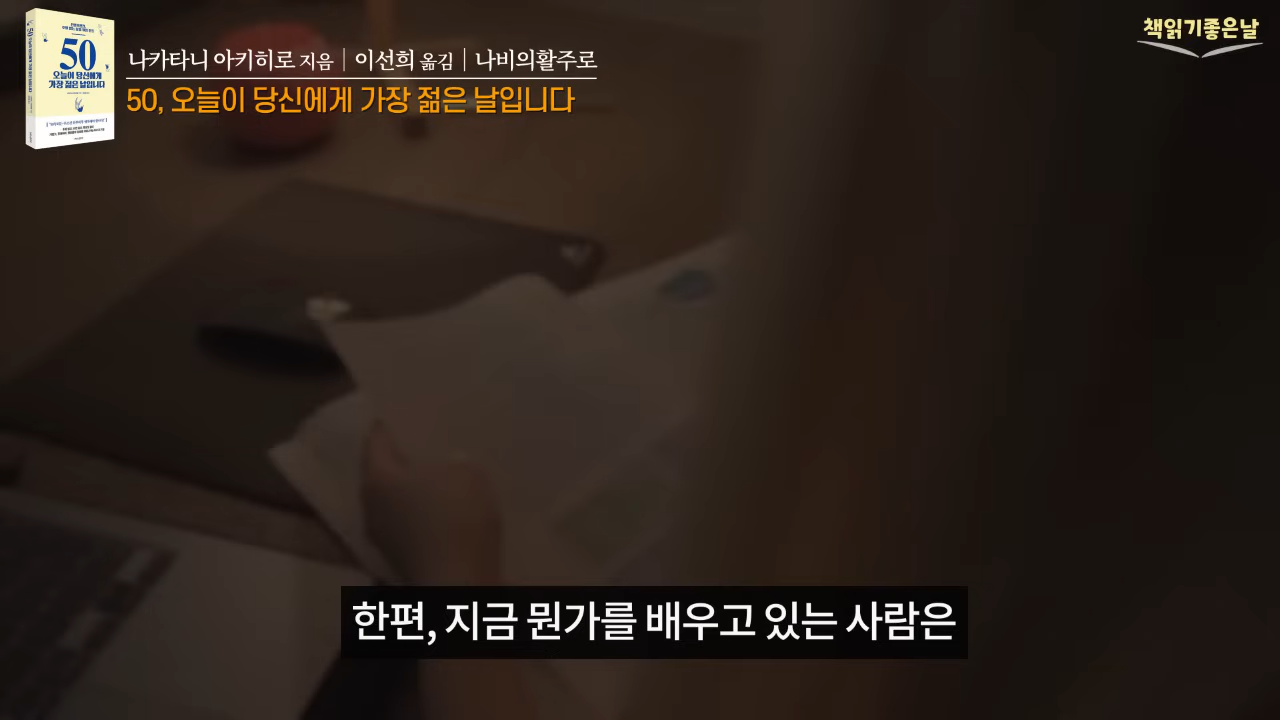 50
오늘이 당신에게
가장 젊은 날입니다
나카타니 아키히로 지음 | 이선희 옮김 | 나비의활주로
50, 오늘이 당신에게 가장 젊은 날입니다
책읽기좋은날
한편, 지금 뭔가를 배우고 있는 사람은